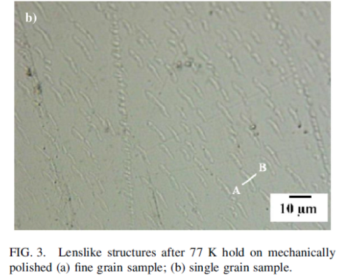 b)
B
A
10 µm
FIG. 3. Lenslike structures after 77 K hold on mechanically
polished (a) fine grain sample; (b) single grain sample.